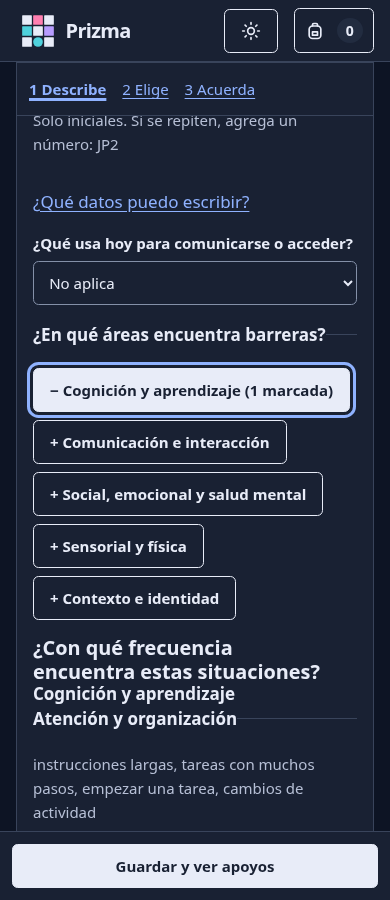 Prizma
0
1 Describe 2 Elige 3 Acuerda
Solo iniciales. Si se repiten, agrega un
número: JP2
¿Qué datos puedo escribir?
¿Qué usa hoy para comunicarse o acceder?
No aplica
¿En qué áreas encuentra barreras?
− Cognición y aprendizaje (1 marcada)
+ Comunicación e interacción
+ Social, emocional y salud mental
+ Sensorial y física
+ Contexto e identidad
¿Con qué frecuencia
encuentra estas situaciones?
Cognición y aprendizaje
Atención y organización
instrucciones largas, tareas con muchos
pasos, empezar una tarea, cambios de
actividad
Guardar y ver apoyos